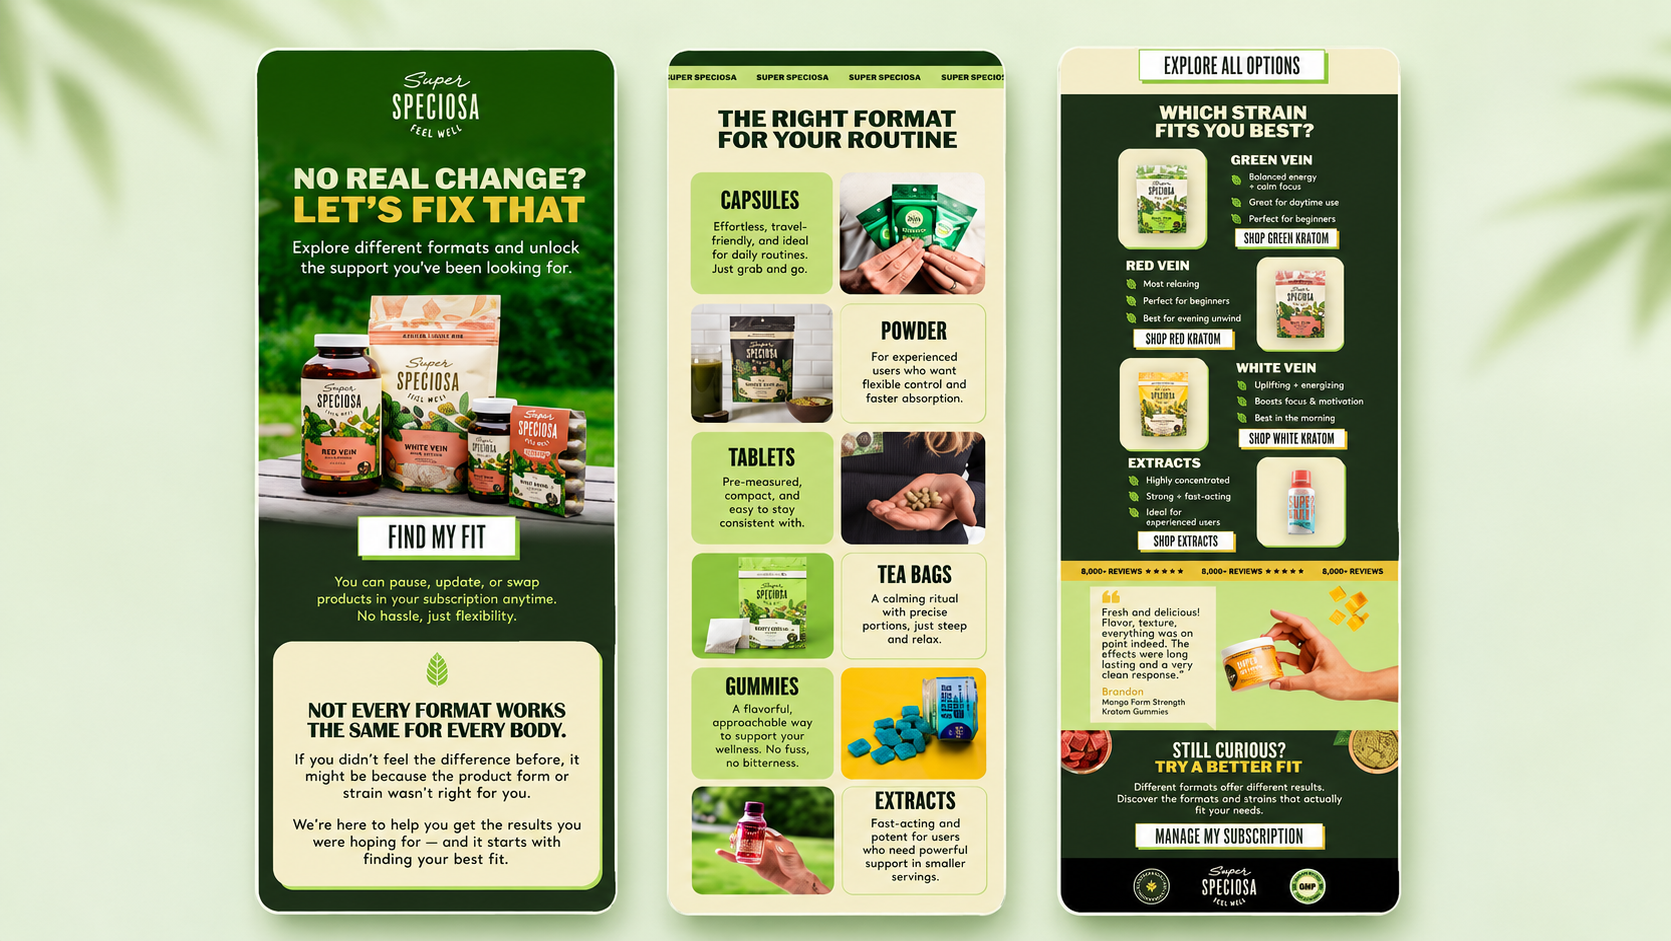 Super
SPECIOSA
FEEL WELL
NO REAL CHANGE?
LET'S FIX THAT
Explore different formats and unlock
the support you've been looking for.
Super
SPECIOSA
FEEL WELL
Super
SPECIOSA
RED VEIN
WHITE VEIN
Super
SPECIOSA
FIND MY FIT
You can pause, update, or swap
products in your subscription anytime.
No hassle, just flexibility.
NOT EVERY FORMAT WORKS
THE SAME FOR EVERY BODY.
If you didn't feel the difference before, it
might be because the product form or
strain wasn't right for you.
We're here to help you get the results you
were hoping for — and it starts with
finding your best fit.
SUPER SPECIOSA SUPER SPECIOSA SUPER SPECIOSA SUPER SPECIOS
THE RIGHT FORMAT
FOR YOUR ROUTINE
CAPSULES
Effortless, travel-
friendly, and ideal
for daily routines.
Just grab and go.
Super
SPECIOSA
POWDER
For experienced
users who want
flexible control and
faster absorption.
TABLETS
Pre-measured,
compact, and
easy to stay
consistent with.
Super
SPECIOSA
TEA BAGS
A calming ritual
with precise
portions, just steep
and relax.
GUMMIES
A flavorful,
approachable way
to support your
wellness. No fuss,
no bitterness.
EXTRACTS
Fast-acting and
potent for users
who need powerful
support in smaller
servings.
EXPLORE ALL OPTIONS
WHICH STRAIN
FITS YOU BEST?
Super
SPECIOSA
GREEN VEIN
Balanced energy
+ calm focus
Great for daytime use
Perfect for beginners
SHOP GREEN KRATOM
RED VEIN
Most relaxing
Perfect for beginners
Best for evening unwind
SHOP RED KRATOM
Super
SPECIOSA
WHITE VEIN
Uplifting + energizing
Boosts focus & motivation
Best in the morning
SHOP WHITE KRATOM
SPECIOSA
EXTRACTS
Highly concentrated
Strong + fast-acting
Ideal for
experienced users
SHOP EXTRACTS
8,000+ REVIEWS ★★★★★ 8,000+ REVIEWS ★★★★★ 8,000+ REVIEWS
“
Fresh and delicious!
Flavor, texture,
everything was on
point indeed. The
effects were long
lasting and a very
clean response.”
Brandon
Mango Farm Strength
Kratom Gummies
STILL CURIOUS?
TRY A BETTER FIT
Different formats offer different results.
Discover the formats and strains that actually
fit your needs.
MANAGE MY SUBSCRIPTION
Super
SPECIOSA
FEEL WELL
GMP